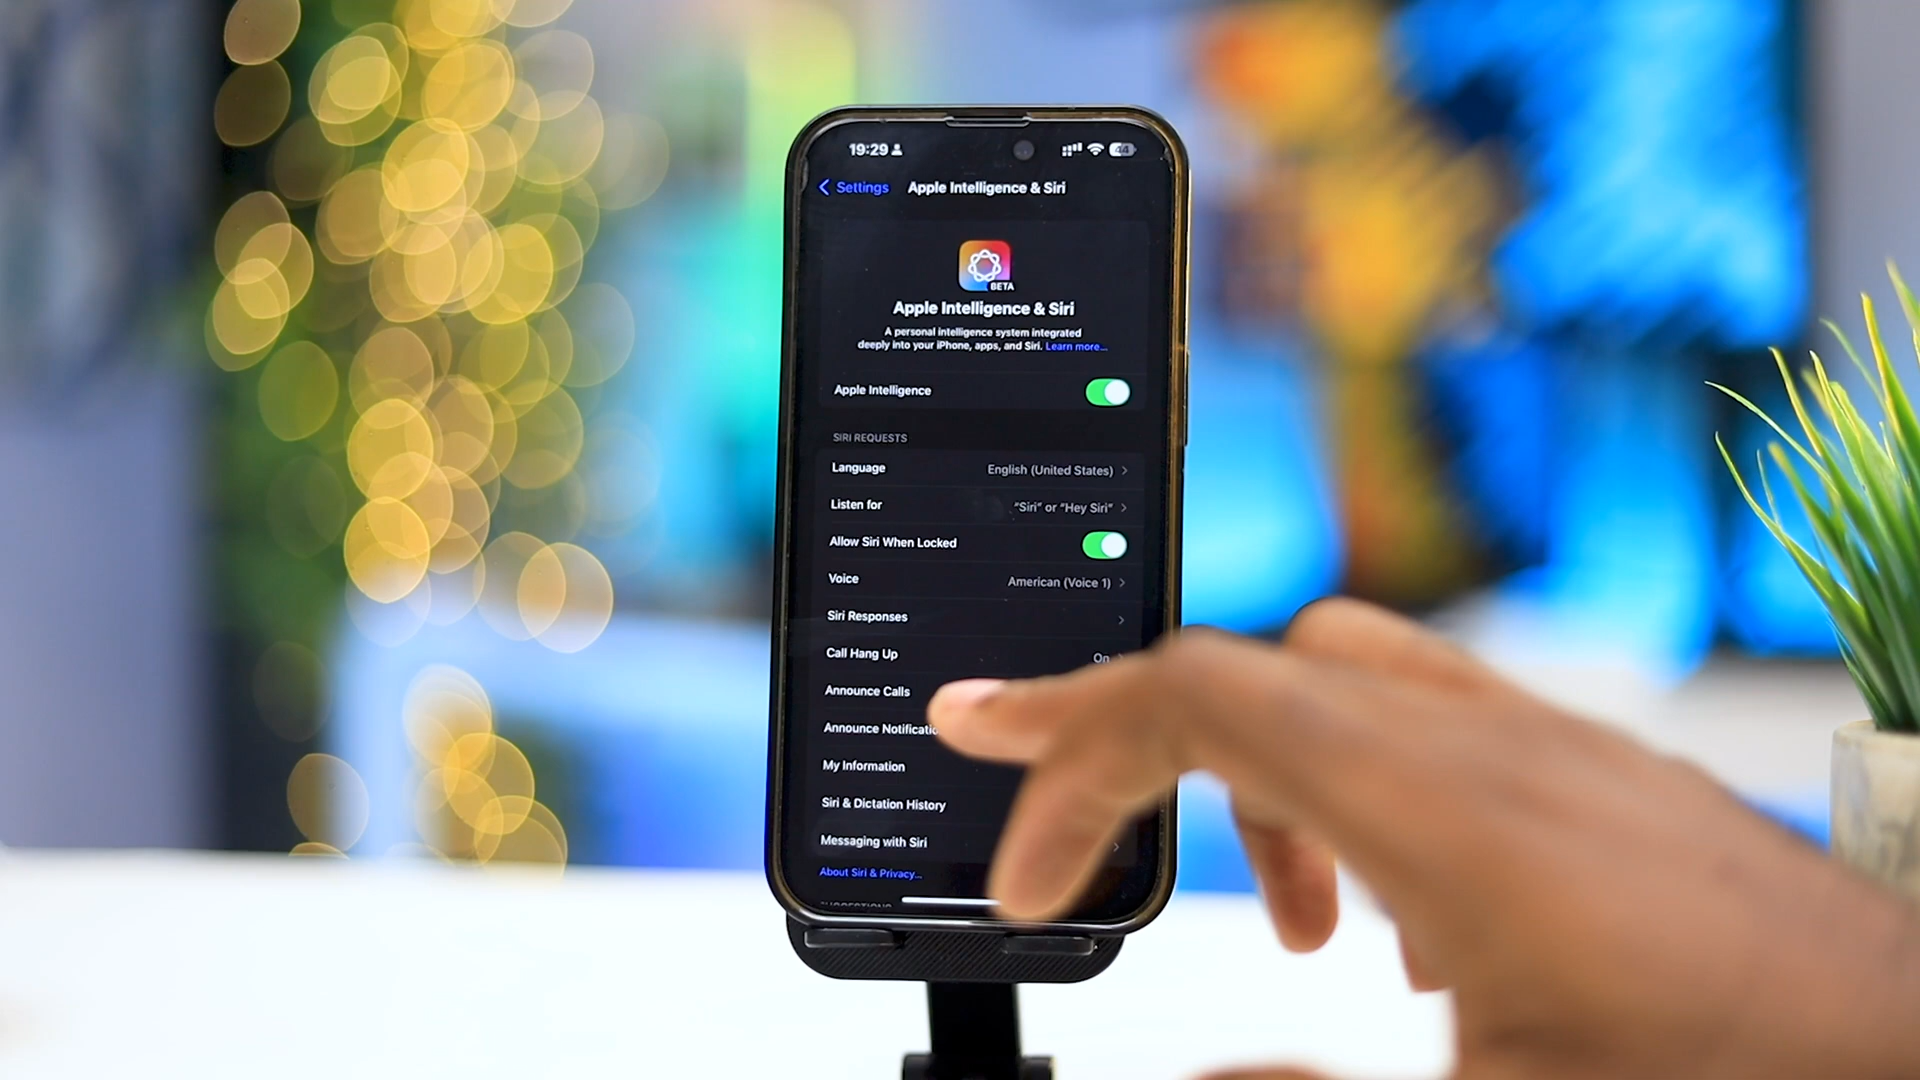 19:29 44
Settings Apple Intelligence & Siri
BETA
Apple Intelligence & Siri
A personal intelligence system integrated
deeply into your iPhone, apps, and Siri. Learn more...
Apple Intelligence
SIRI REQUESTS
Language English (United States)
Listen for "Siri" or "Hey Siri"
Allow Siri When Locked
Voice American (Voice 1)
Siri Responses
Call Hang Up On
Announce Calls
Announce
My Information
Siri & Dictation History
Messaging with Siri
About Siri & Privacy...